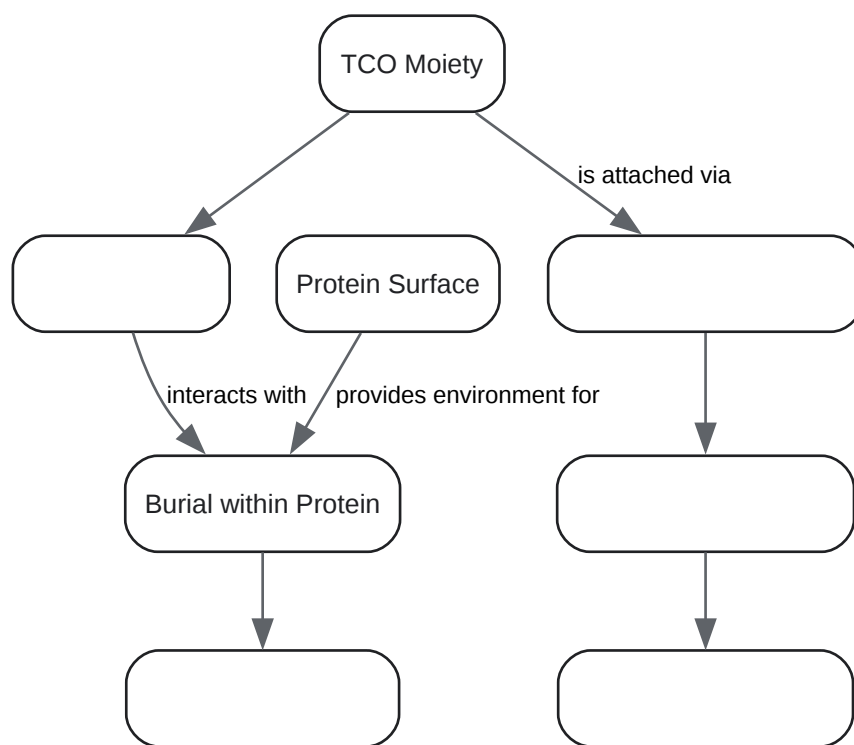 TCO Moiety
is attached via
Protein Surface
interacts with
provides environment for
Burial within Protein